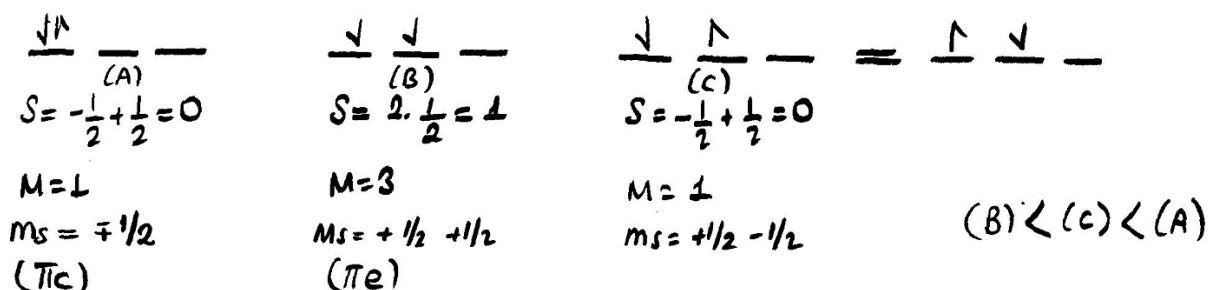 (A) (B) (C) =
S = -1/2 + 1/2 = 0 S = 2 · 1/2 = 1 S = -1/2 + 1/2 = 0
M = 1 M = 3 M = 1
ms = ∓ 1/2 Ms = + 1/2 + 1/2 ms = +1/2 - 1/2 (B) < (C) < (A)
(Πc) (Πe)